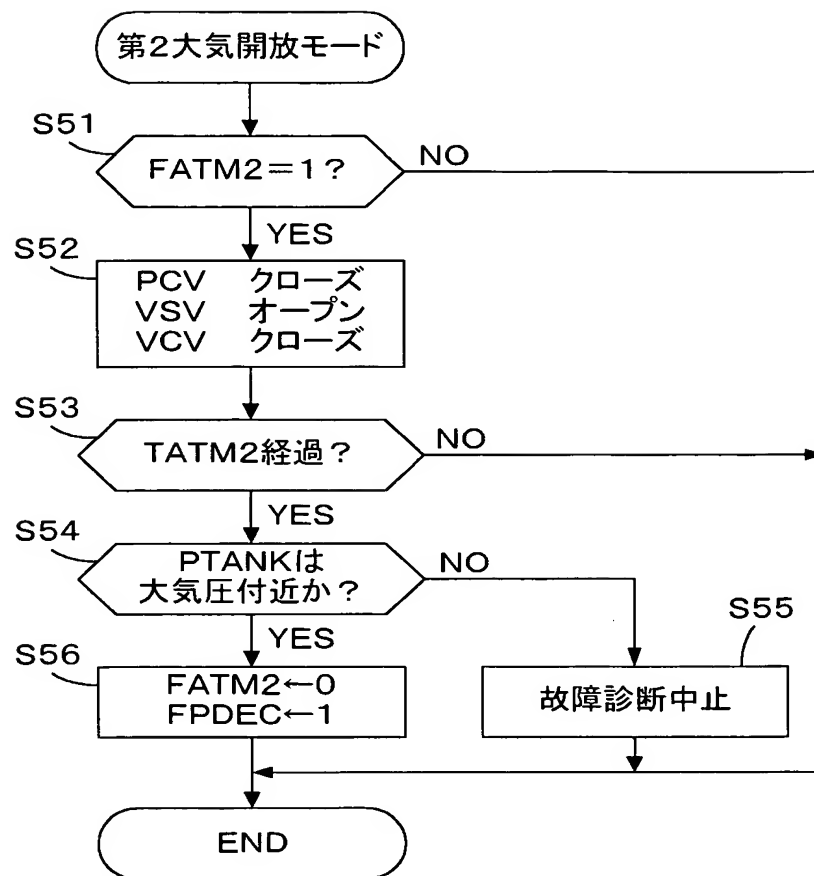 第2大気開放モード
S51
FATM2=1?
NO
YES
S52
PCV クローズ
VSV オープン
VCV クローズ
S53
TATM2経過?
NO
YES
S54
PTANKは
大気圧付近か?
NO
YES
S55
故障診断中止
S56
FATM2←0
FPDEC←1
END